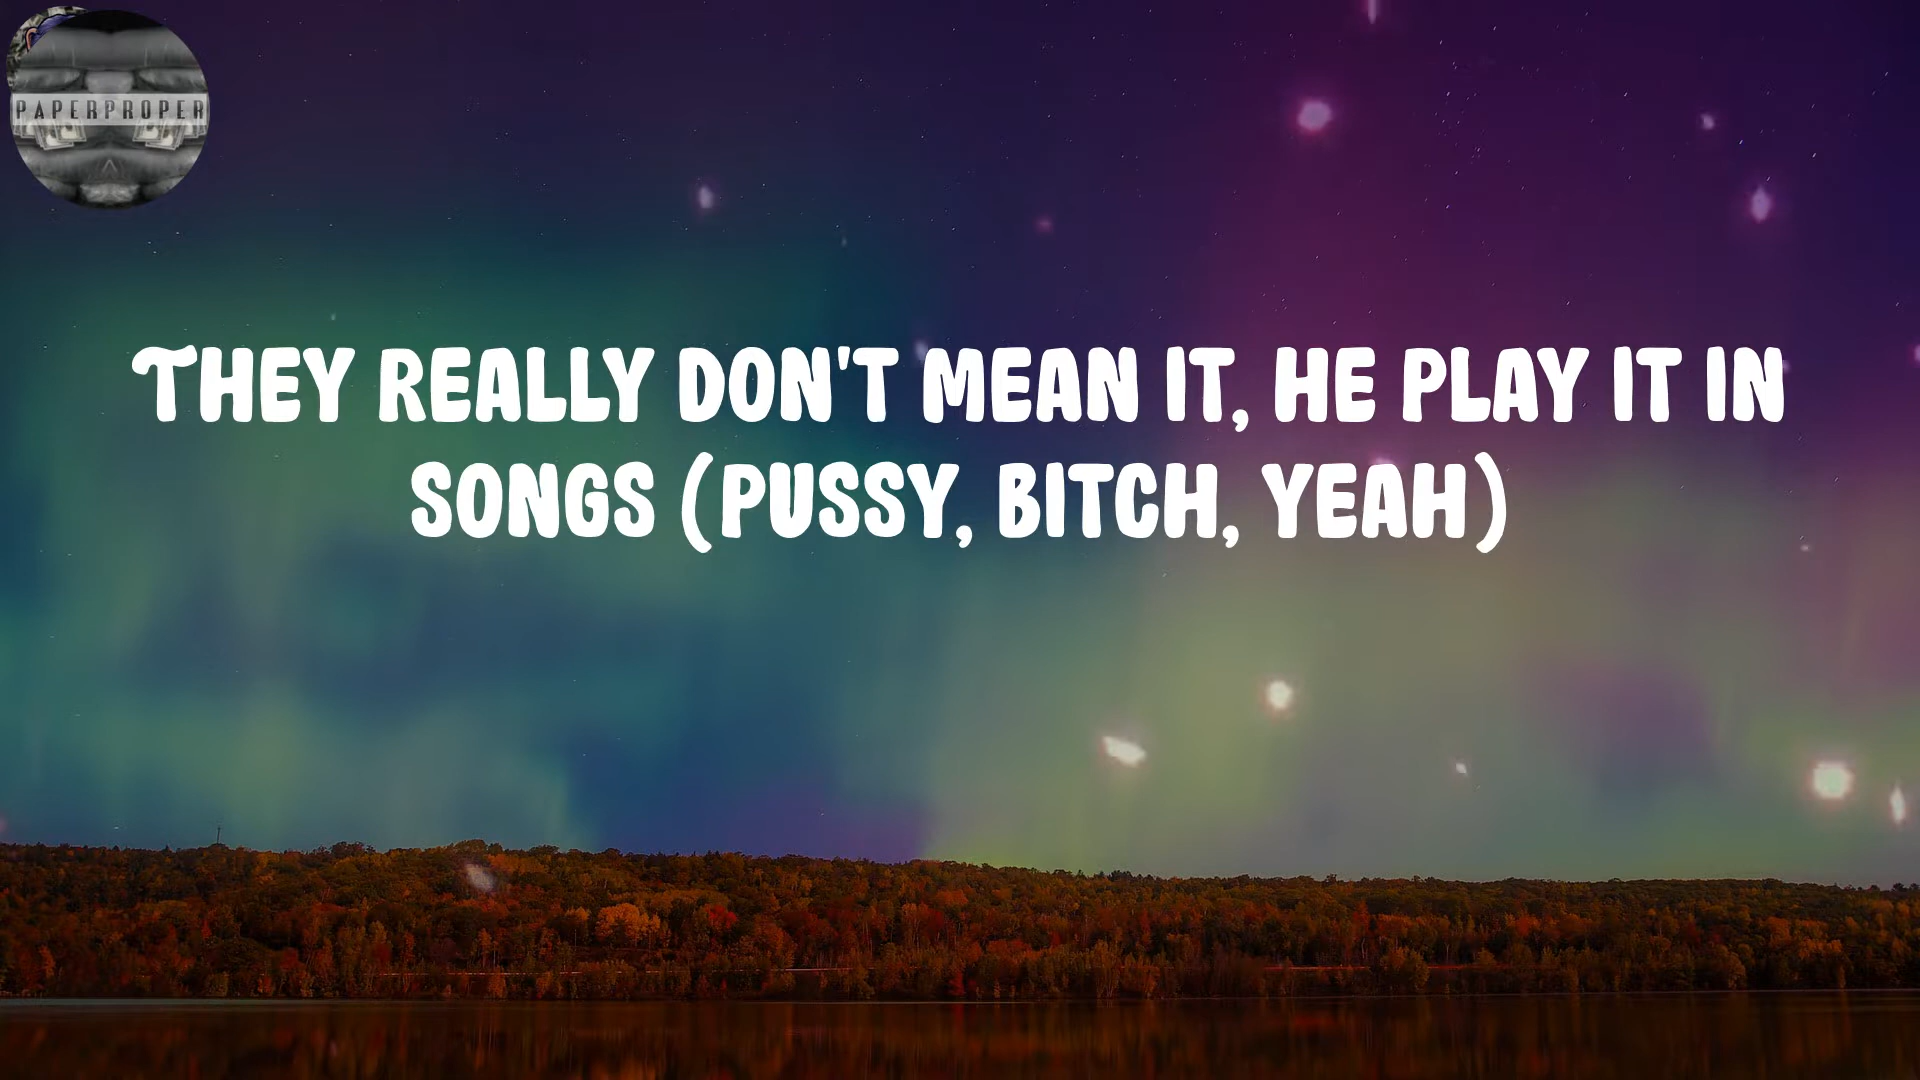 PAPERPROPER
THEY REALLY DON'T MEAN IT, HE PLAY IT IN
SONGS (PUSSY, BITCH, YEAH)